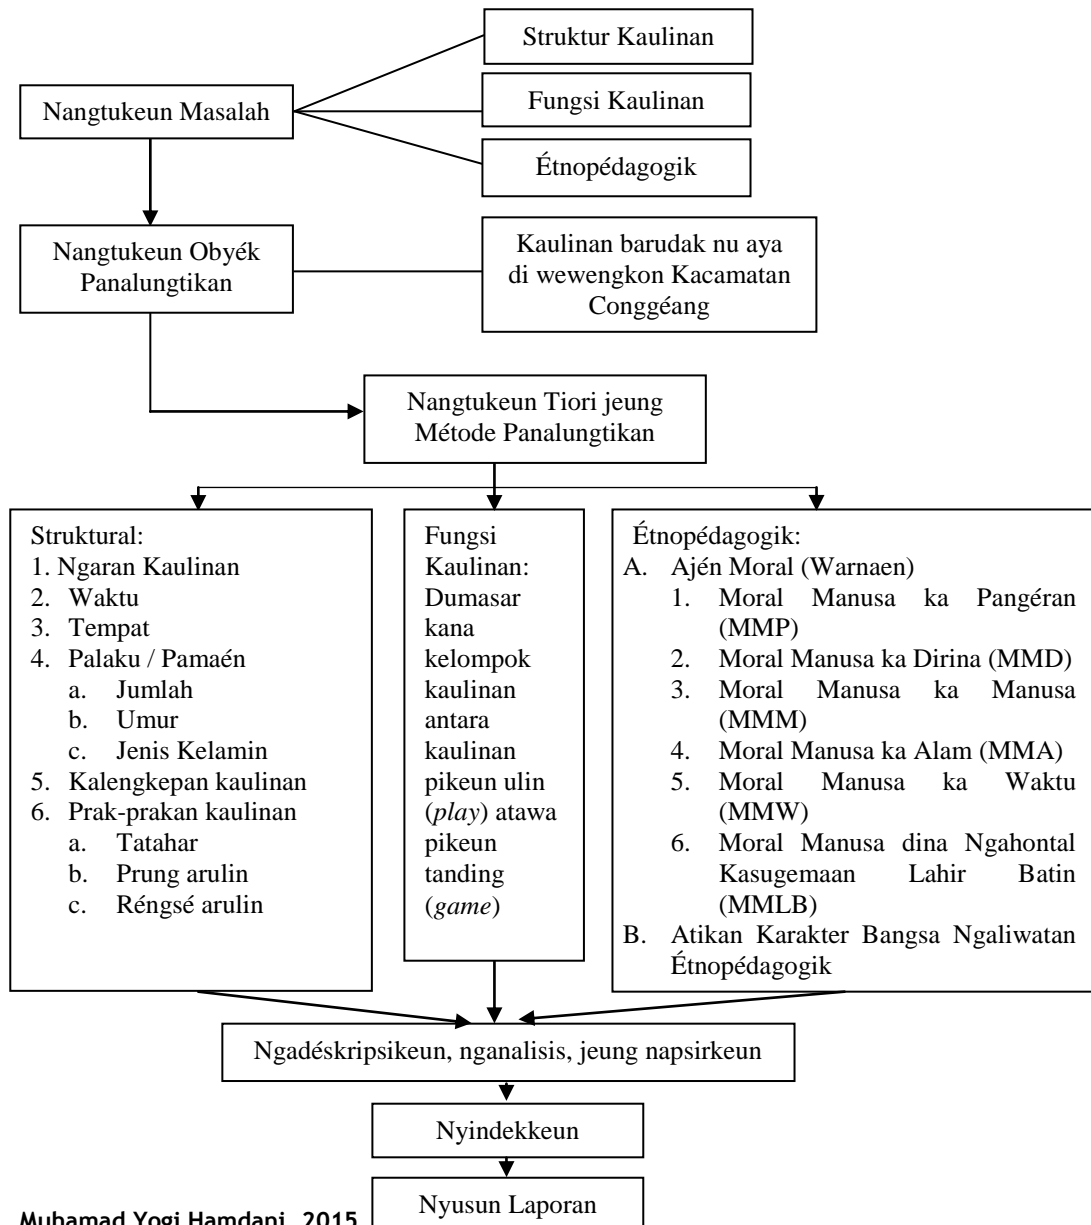 Struktur Kaulinan
Nangtukeun Masalah
Fungsi Kaulinan
Étnopédagogik
Nangtukeun Obyék
Panalungtikan
Kaulinan barudak nu aya
di wewengkon Kacamatan
Conggéang
Nangtukeun Tiori jeung
Métode Panalungtikan
Struktural:
1. Ngaran Kaulinan
2. Waktu
3. Tempat
4. Palaku / Pamaén
a. Jumlah
b. Umur
c. Jenis Kelamin
5. Kalengkepan kaulinan
6. Prak-prakan kaulinan
a. Tatahar
b. Prung arulin
c. Réngsé arulin
Fungsi
Kaulinan:
Dumasar
kana
kelompok
kaulinan
antara
kaulinan
pikeun ulin
(play) atawa
pikeun
tanding
(game)
Étnopédagogik:
A. Ajén Moral (Warnaen)
1. Moral Manusa ka Pangéran
(MMP)
2. Moral Manusa ka Dirina (MMD)
3. Moral Manusa ka Manusa
(MMM)
4. Moral Manusa ka Alam (MMA)
5. Moral Manusa ka Waktu
(MMW)
6. Moral Manusa dina Ngahontal
Kasugemaan Lahir Batin
(MMLB)
B. Atikan Karakter Bangsa Ngaliwatan
Étnopédagogik
Ngadéskripsikeun, nganalisis, jeung napsirkeun
Nyindekkeun
Nyusun Laporan
Muhamad Yogi Hamdani, 2015